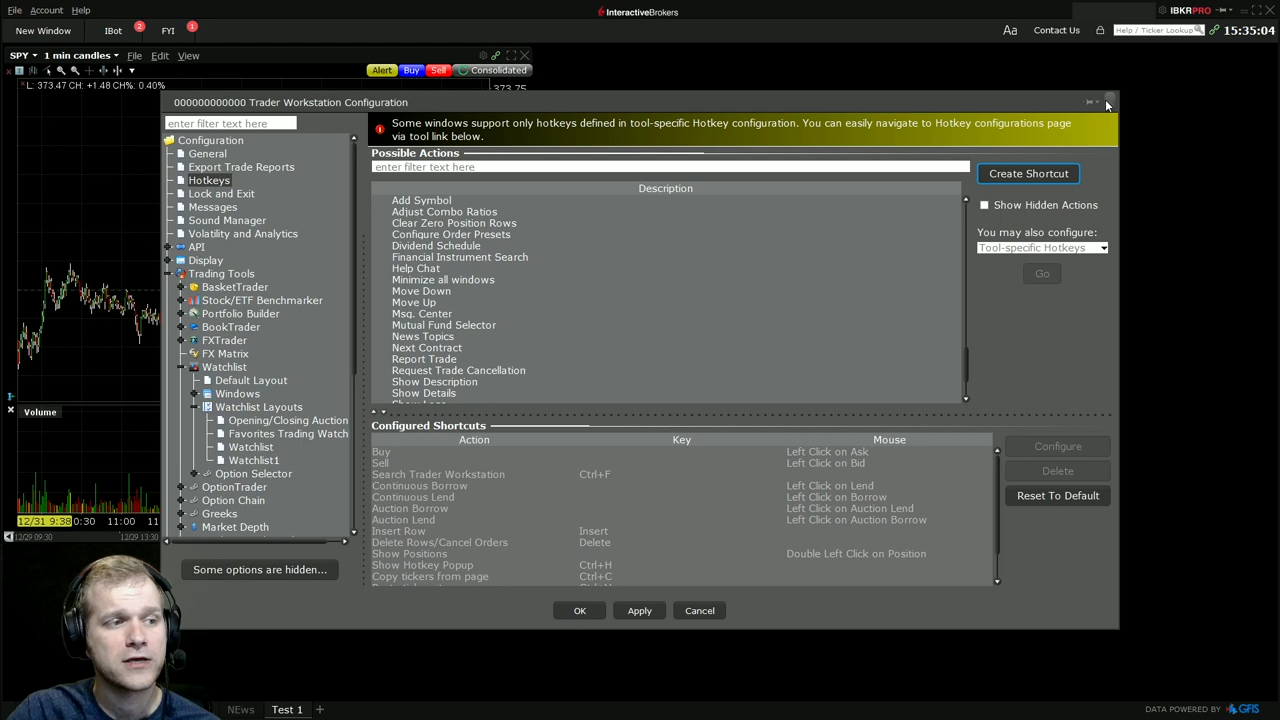 File Account Help
InteractiveBrokers
IBKRPRO
New Window IBot 2 FYI 1
Aa Contact Us Help / Ticker Lookup 15:35:04
SPY 1 min candles File Edit View
Alert Buy Sell Consolidated
L: 373.47 CH: +1.48 0.40%
373.75
000000000000 Trader Workstation Configuration
enter filter text here
Configuration
General
Export Trade Reports
Hotkeys
Lock and Exit
Messages
Sound Manager
Volatility and Analytics
API
Display
Trading Tools
BasketTrader
Stock/ETF Benchmarker
Portfolio Builder
BookTrader
FXTrader
FX Matrix
Watchlist
Default Layout
Windows
Watchlist Layouts
Opening/Closing Auction
Favorites Trading Watch
Watchlist
Watchlist1
Option Selector
OptionTrader
Option Chain
Greeks
Market Depth
Some options are hidden...
Some windows support only hotkeys defined in tool-specific Hotkey configuration. You can easily navigate to Hotkey configurations page
via tool link below.
Possible Actions
enter filter text here
Description
Add Symbol
Adjust Combo Ratios
Clear Zero Position Rows
Configure Order Presets
Dividend Schedule
Financial Instrument Search
Help Chat
Minimize all windows
Move Down
Move Up
Msg. Center
Mutual Fund Selector
News Topics
Next Contract
Report Trade
Request Trade Cancellation
Show Description
Show Details
Create Shortcut
Show Hidden Actions
You may also configure:
Tool-specific Hotkeys
Go
Configured Shortcuts
Action Key Mouse
Buy Left Click on Ask
Sell Left Click on Bid
Search Trader Workstation Ctrl+F
Continuous Borrow Left Click on Lend
Continuous Lend Left Click on Borrow
Auction Borrow Left Click on Auction Lend
Auction Lend Left Click on Auction Borrow
Insert Row Insert
Delete Rows/Cancel Orders Delete
Show Positions Double Left Click on Position
Show Hotkey Popup Ctrl+H
Copy tickers from page Ctrl+C
Configure
Delete
Reset To Default
OK Apply Cancel
Volume
12/31 9:38 0:30 11:00
12/29 09:30 12/29 13:30
NEws Test 1 +
DATA POWERED BY GFIS